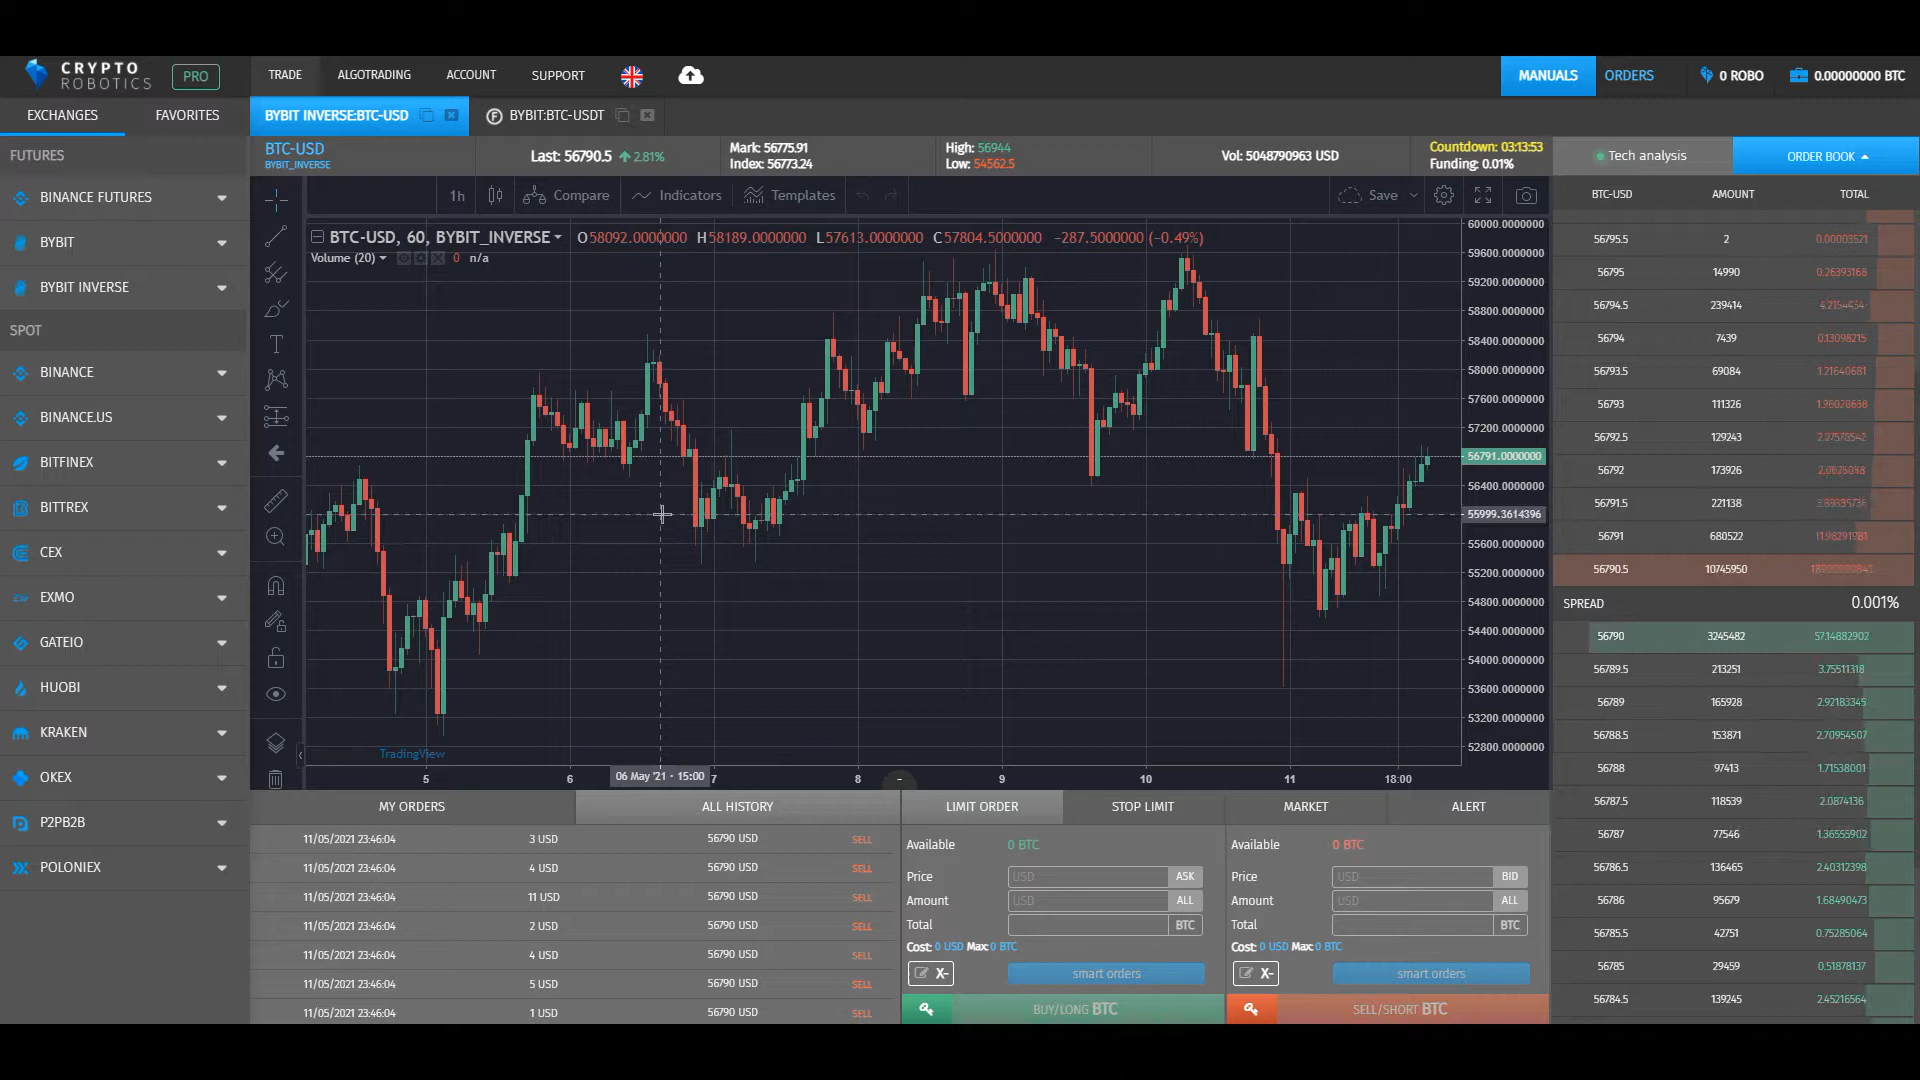 CRYPTO
ROBOTICS
PRO
TRADE
ALGOTRADING
ACCOUNT
SUPPORT
MANUALS
ORDERS
0 ROBO
0.00000000 BTC
EXCHANGES
FAVORITES
BYBIT INVERSE:BTC-USD
F BYBIT:BTC-USDT
FUTURES
BINANCE FUTURES
BYBIT
BYBIT INVERSE
SPOT
BINANCE
BINANCE.US
BITFINEX
BITTREX
CEX
EXMO
GATEIO
HUOBI
KRAKEN
OKEX
P2PB2B
POLONIEX
BTC-USD
BYBIT_INVERSE
Last: 56790.5 2.81%
Mark: 56775.91
Index: 56773.24
High: 56944
Low: 54562.5
Vol: 5048790963 USD
Countdown: 03:13:53
Funding: 0.01%
1h
Compare
Indicators
Templates
Save
BTC-USD, 60, BYBIT_INVERSE O58092.0000000 H58189.0000000 L57613.0000000 C57804.5000000 −287.5000000 (−0.49%)
Volume (20) 0 n/a
60000.0000000
59600.0000000
59200.0000000
58800.0000000
58400.0000000
58000.0000000
57600.0000000
57200.0000000
56791.0000000
56400.0000000
55999.3614396
55600.0000000
55200.0000000
54800.0000000
54400.0000000
54000.0000000
53600.0000000
53200.0000000
52800.0000000
TradingView
5
6
06 May '21 · 15:00
7
8
9
10
11
18:00
MY ORDERS
ALL HISTORY
11/05/2021 23:46:04 3 USD 56790 USD SELL
11/05/2021 23:46:04 4 USD 56790 USD SELL
11/05/2021 23:46:04 11 USD 56790 USD SELL
11/05/2021 23:46:04 2 USD 56790 USD SELL
11/05/2021 23:46:04 4 USD 56790 USD SELL
11/05/2021 23:46:04 5 USD 56790 USD SELL
11/05/2021 23:46:04 1 USD 56790 USD SELL
LIMIT ORDER
STOP LIMIT
MARKET
ALERT
Available 0 BTC
Price USD ASK
Amount USD ALL
Total BTC
Cost: 0 USD Max: 0 BTC
X-
smart orders
BUY/LONG BTC
Available 0 BTC
Price USD BID
Amount USD ALL
Total BTC
Cost: 0 USD Max: 0 BTC
X-
smart orders
SELL/SHORT BTC
Tech analysis
ORDER BOOK
BTC-USD AMOUNT TOTAL
56795.5 2 0.00003521
56795 14990 0.26393168
56794.5 239414
56794 7439 0.13098215
56793.5 69084 1.21640681
56793 111326
56792.5 129243
56792 173926
56791.5 221138
56791 680522 11.98291981
56790.5 10745950
SPREAD 0.001%
56790 3245482 57.14882902
56789.5 213251 3.75511318
56789 165928 2.92183345
56788.5 153871 2.70954507
56788 97413 1.71538001
56787.5 118539 2.0874136
56787 77546 1.36555902
56786.5 136465 2.40312398
56786 95679 1.68490473
56785.5 42751 0.75285064
56785 29459 0.51878137
56784.5 139245 2.45216564